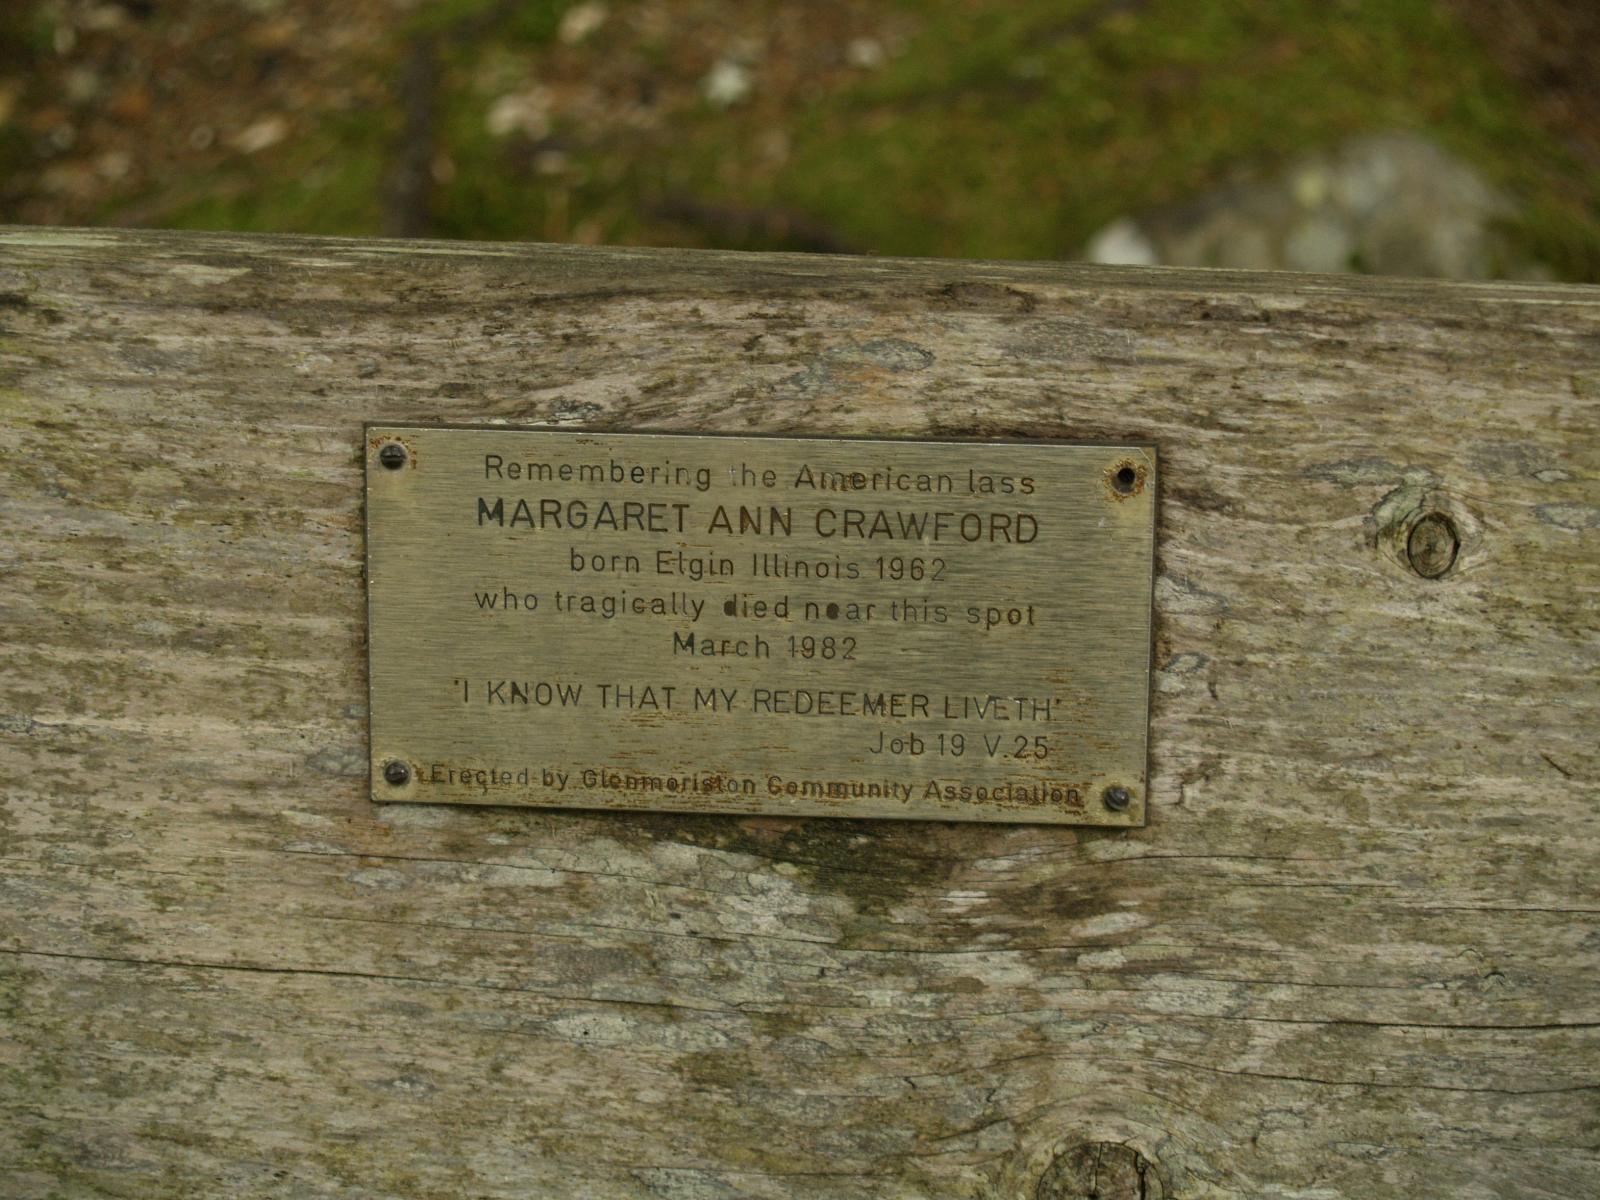 Remembering the American lass
MARGARET ANN CRAWFORD
born Elgin Illinois 1962
who tragically died near this spot
March 1982
'I KNOW THAT MY REDEEMER LIVETH'
Job 19 V.25
Erected by Glenmoriston Community Association